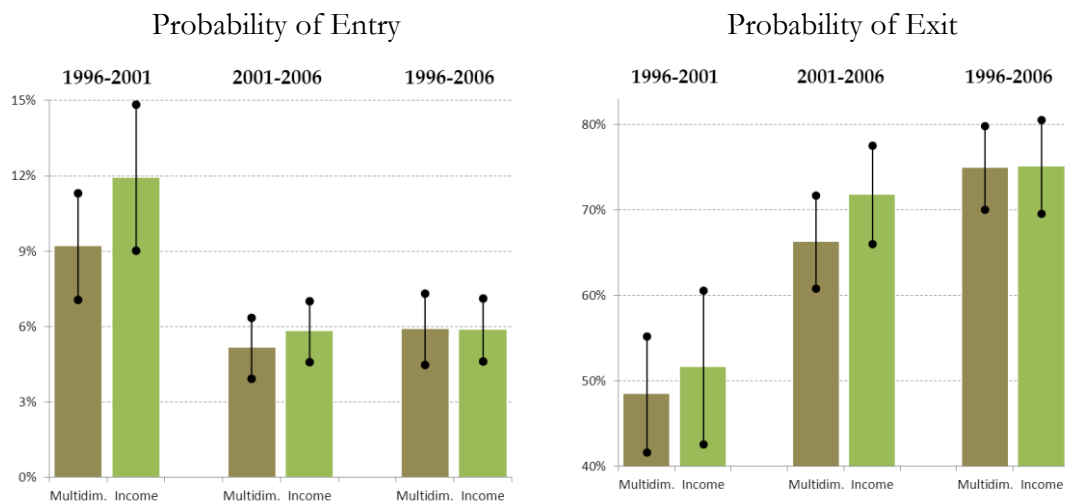 Probability of Entry
1996-2001 2001-2006 1996-2006
15%
12%
9%
6%
3%
0%
Multidim. Income Multidim. Income Multidim. Income
Probability of Exit
1996-2001 2001-2006 1996-2006
80%
70%
60%
50%
40%
Multidim. Income Multidim. Income Multidim. Income